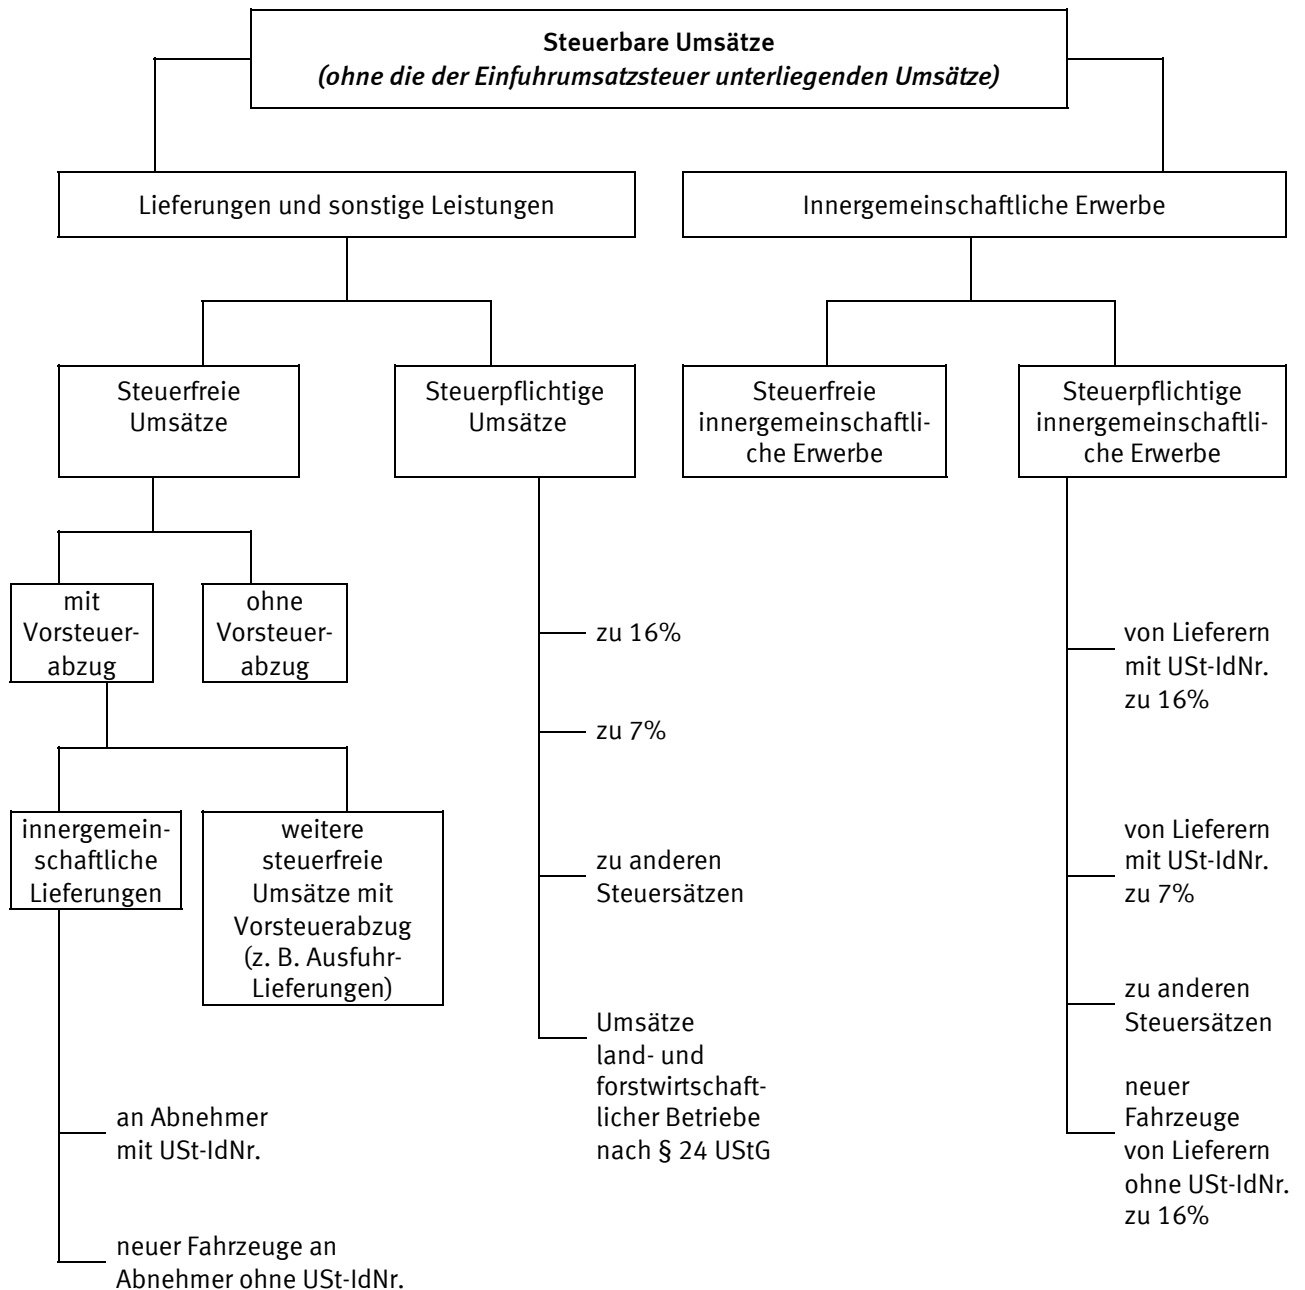 Steuerbare Umsätze
(ohne die der Einfuhrumsatzsteuer unterliegenden Umsätze)
Lieferungen und sonstige Leistungen
Innergemeinschaftliche Erwerbe
Steuerfreie
Umsätze
Steuerpflichtige
Umsätze
Steuerfreie
innergemeinschaftli-
che Erwerbe
Steuerpflichtige
innergemeinschaftli-
che Erwerbe
mit
Vorsteuer-
abzug
ohne
Vorsteuer-
abzug
innergemein-
schaftliche
Lieferungen
weitere
steuerfreie
Umsätze mit
Vorsteuerabzug
(z. B. Ausfuhr-
Lieferungen)
an Abnehmer
mit USt-IdNr.
neuer Fahrzeuge an
Abnehmer ohne USt-IdNr.
zu 16%
zu 7%
zu anderen
Steuersätzen
Umsätze
land- und
forstwirtschaft-
licher Betriebe
nach § 24 UStG
von Lieferern
mit USt-IdNr.
zu 16%
von Lieferern
mit USt-IdNr.
zu 7%
zu anderen
Steuersätzen
neuer
Fahrzeuge
von Lieferern
ohne USt-IdNr.
zu 16%